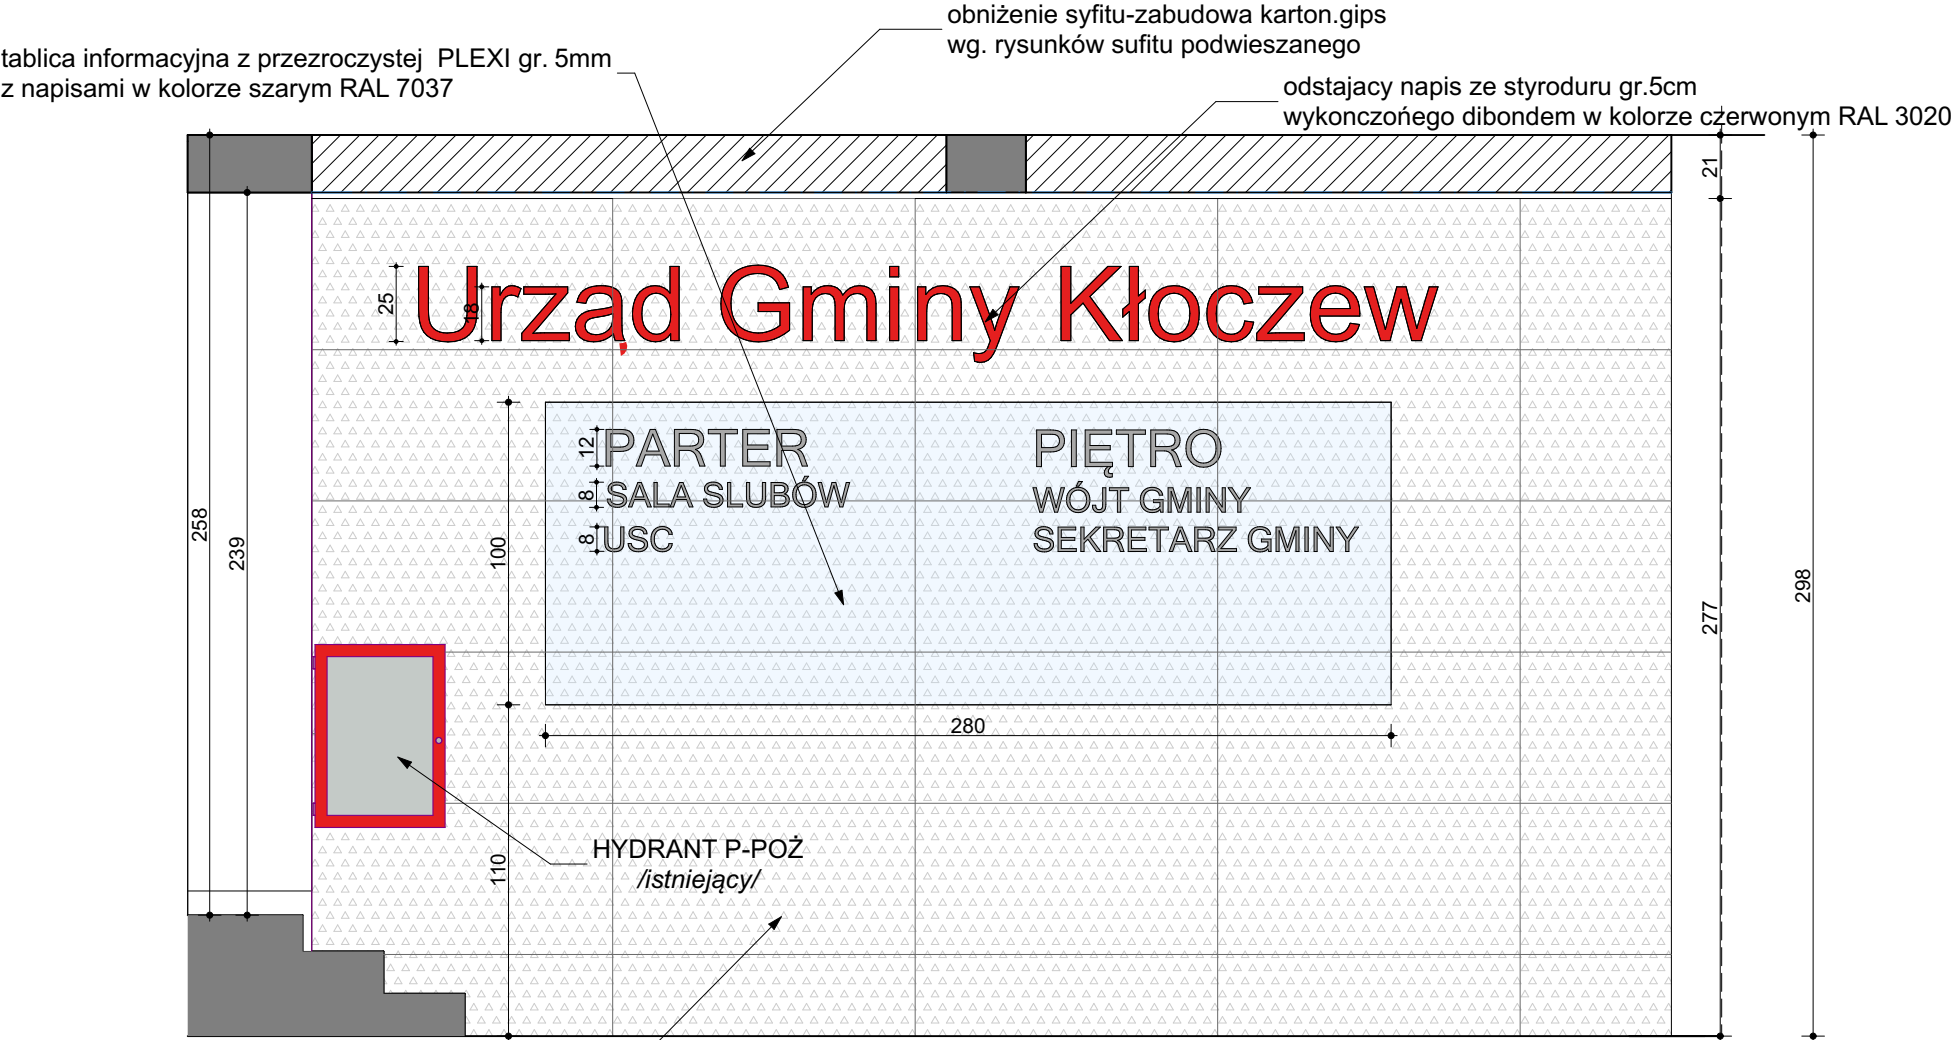 obniżenie syfitu-zabudowa karton.gips
wg. rysunków sufitu podwieszanego
tablica informacyjna z przezroczystej PLEXI gr. 5mm
z napisami w kolorze szarym RAL 7037
odstajacy napis ze styroduru gr.5cm
wykonczońego dibondem w kolorze czerwonym RAL 3020
21
25
18
Urząd Gminy Kłoczew
12
PARTER
PIĘTRO
8
SALA SLUBÓW
WÓJT GMINY
8
USC
SEKRETARZ GMINY
258
239
100
298
277
280
HYDRANT P-POŻ
/istniejący/
110